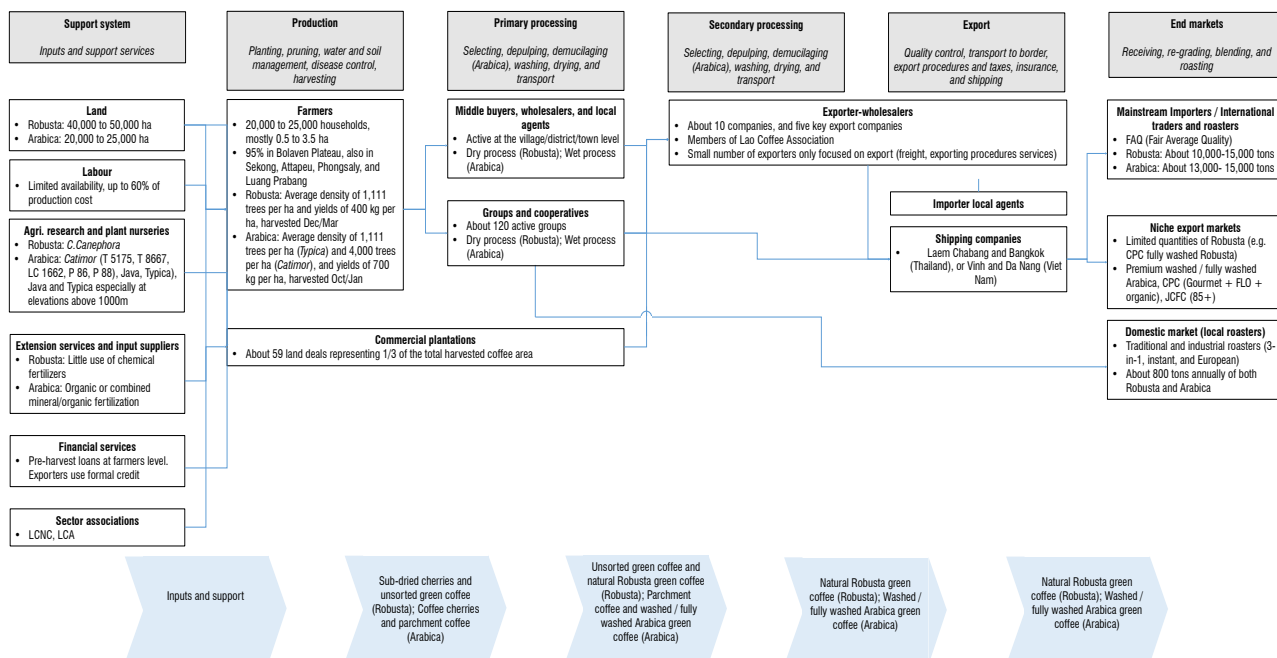 Support system
Inputs and support services
Production
Planting, pruning, water and soil
management, disease control,
harvesting
Primary processing
Selecting, depulping, demucilaging
(Arabica), washing, drying, and
transport
Secondary processing
Selecting, depulping, demucilaging
(Arabica), washing, drying, and
transport
Export
Quality control, transport to border,
export procedures and taxes, insurance,
and shipping
End markets
Receiving, re-grading, blending, and
roasting
Land
• Robusta: 40,000 to 50,000 ha
• Arabica: 20,000 to 25,000 ha
Labour
• Limited availability, up to 60% of
production cost
Agri. research and plant nurseries
• Robusta: C.Canephora
• Arabica: Catimor (T 5175, T 8667,
LC 1662, P 86, P 88), Java, Typica),
Java and Typica especially at
elevations above 1000m
Extension services and input suppliers
• Robusta: Little use of chemical
fertilizers
• Arabica: Organic or combined
mineral/organic fertilization
Financial services
• Pre-harvest loans at farmers level.
Exporters use formal credit
Sector associations
• LCNC, LCA
Farmers
• 20,000 to 25,000 households,
mostly 0.5 to 3.5 ha
• 95% in Bolaven Plateau, also in
Sekong, Attapeu, Phongsaly, and
Luang Prabang
• Robusta: Average density of 1,111
trees per ha and yields of 400 kg per
ha, harvested Dec/Mar
• Arabica: Average density of 1,111
trees per ha (Typica) and 4,000 trees
per ha (Catimor), and yields of 700
kg per ha, harvested Oct/Jan
Commercial plantations
• About 59 land deals representing 1/3 of the total harvested coffee area
Middle buyers, wholesalers, and local
agents
• Active at the village/district/town level
• Dry process (Robusta); Wet process
(Arabica)
Groups and cooperatives
• About 120 active groups
• Dry process (Robusta); Wet process
(Arabica)
Exporter-wholesalers
• About 10 companies, and five key export companies
• Members of Lao Coffee Association
• Small number of exporters only focused on export (freight, exporting procedures services)
Importer local agents
Shipping companies
• Laem Chabang and Bangkok
(Thailand), or Vinh and Da Nang (Viet
Nam)
Mainstream Importers / International
traders and roasters
• FAQ (Fair Average Quality)
• Robusta: About 10,000-15,000 tons
• Arabica: About 13,000- 15,000 tons
Niche export markets
• Limited quantities of Robusta (e.g.
CPC fully washed Robusta)
• Premium washed / fully washed
Arabica, CPC (Gourmet + FLO +
organic), JCFC (85+)
Domestic market (local roasters)
• Traditional and industrial roasters (3-
in-1, instant, and European)
• About 800 tons annually of both
Robusta and Arabica
Inputs and support
Sub-dried cherries and
unsorted green coffee
(Robusta); Coffee cherries
and parchment coffee
(Arabica)
Unsorted green coffee and
natural Robusta green coffee
(Robusta); Parchment
coffee and washed / fully
washed Arabica green
coffee (Arabica)
Natural Robusta green
coffee (Robusta); Washed /
fully washed Arabica green
coffee (Arabica)
Natural Robusta green
coffee (Robusta); Washed
/ fully washed Arabica green
coffee (Arabica)